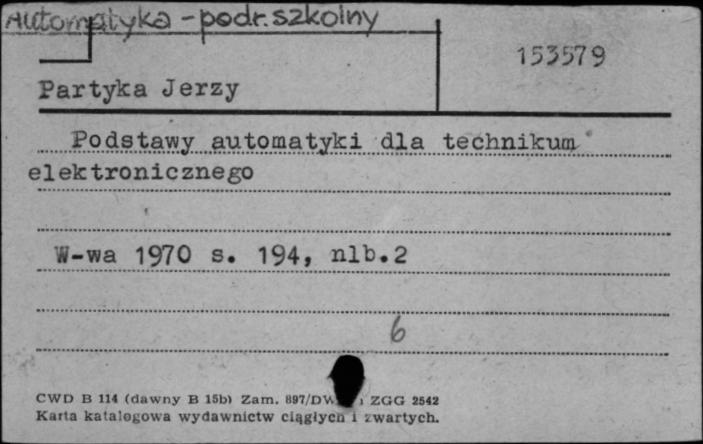 Automatyka - podr. szkolny
153579
Partyka Jerzy
Podstawy automatyki dla technikum
elektronicznego
W-wa 1970 s. 194, nlb.2
6
CWD B 114 (dawny B 15b) Zam. 897/DW ZGG 2542
Karta katalogowa wydawnictw ciągłych i zwartych.